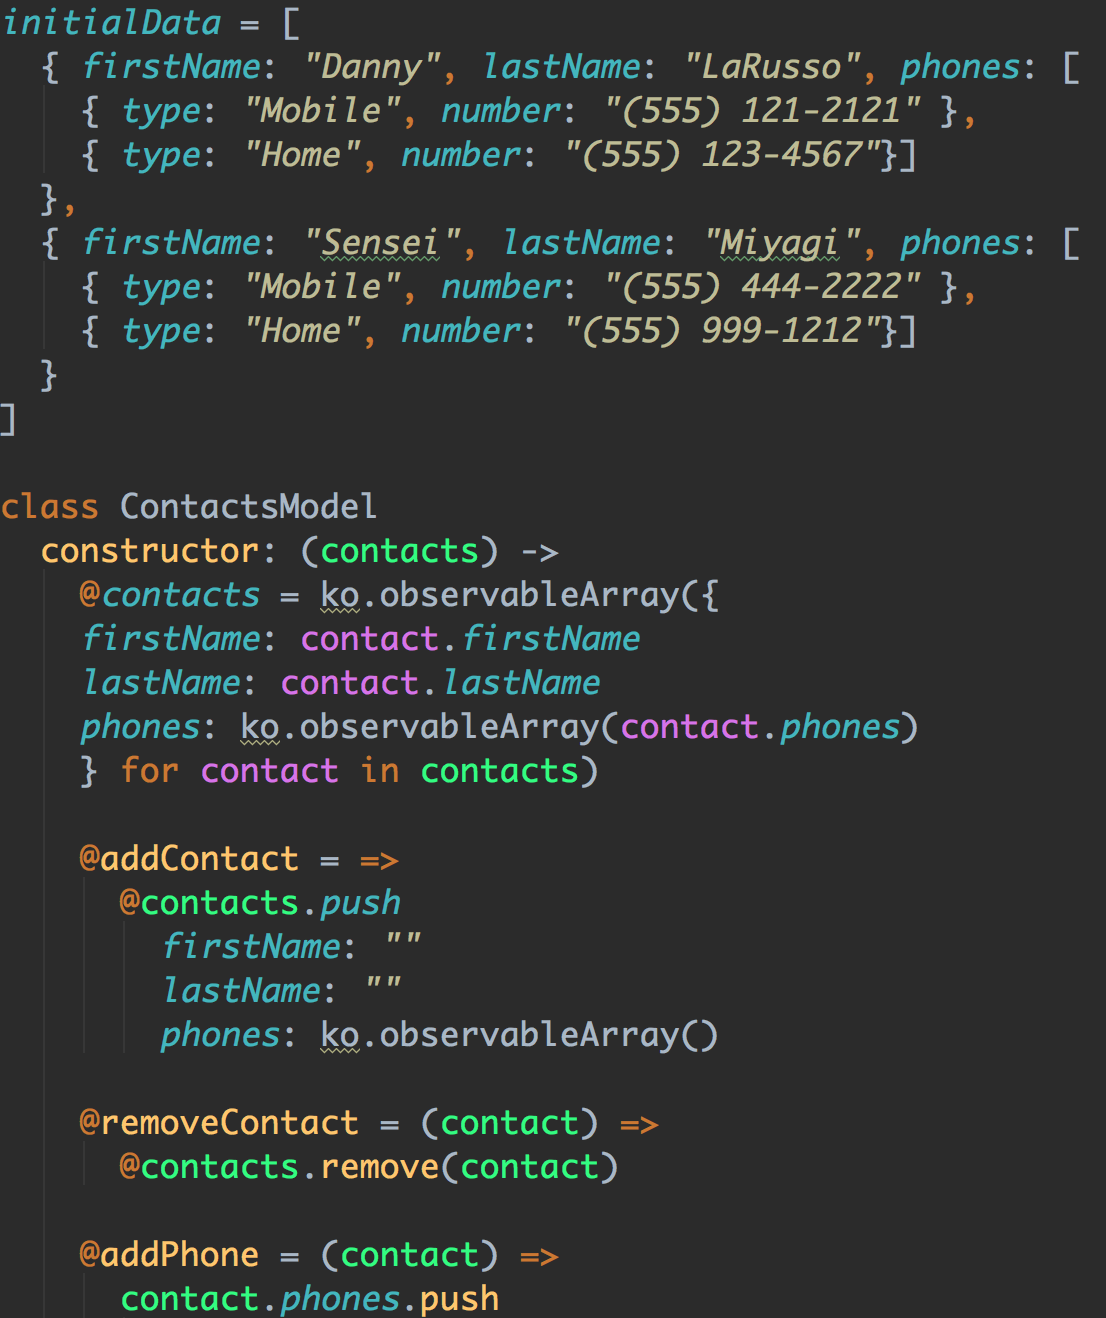 initialData = [
  { firstName: "Danny", lastName: "LaRusso", phones: [
    { type: "Mobile", number: "(555) 121-2121" },
    { type: "Home", number: "(555) 123-4567"}]
  },
  { firstName: "Sensei", lastName: "Miyagi", phones: [
    { type: "Mobile", number: "(555) 444-2222" },
    { type: "Home", number: "(555) 999-1212"}]
  }
]

class ContactsModel
  constructor: (contacts) ->
    @contacts = ko.observableArray({
    firstName: contact.firstName
    lastName: contact.lastName
    phones: ko.observableArray(contact.phones)
    } for contact in contacts)

    @addContact = =>
      @contacts.push
        firstName: ""
        lastName: ""
        phones: ko.observableArray()

    @removeContact = (contact) =>
      @contacts.remove(contact)

    @addPhone = (contact) =>
      contact.phones.push